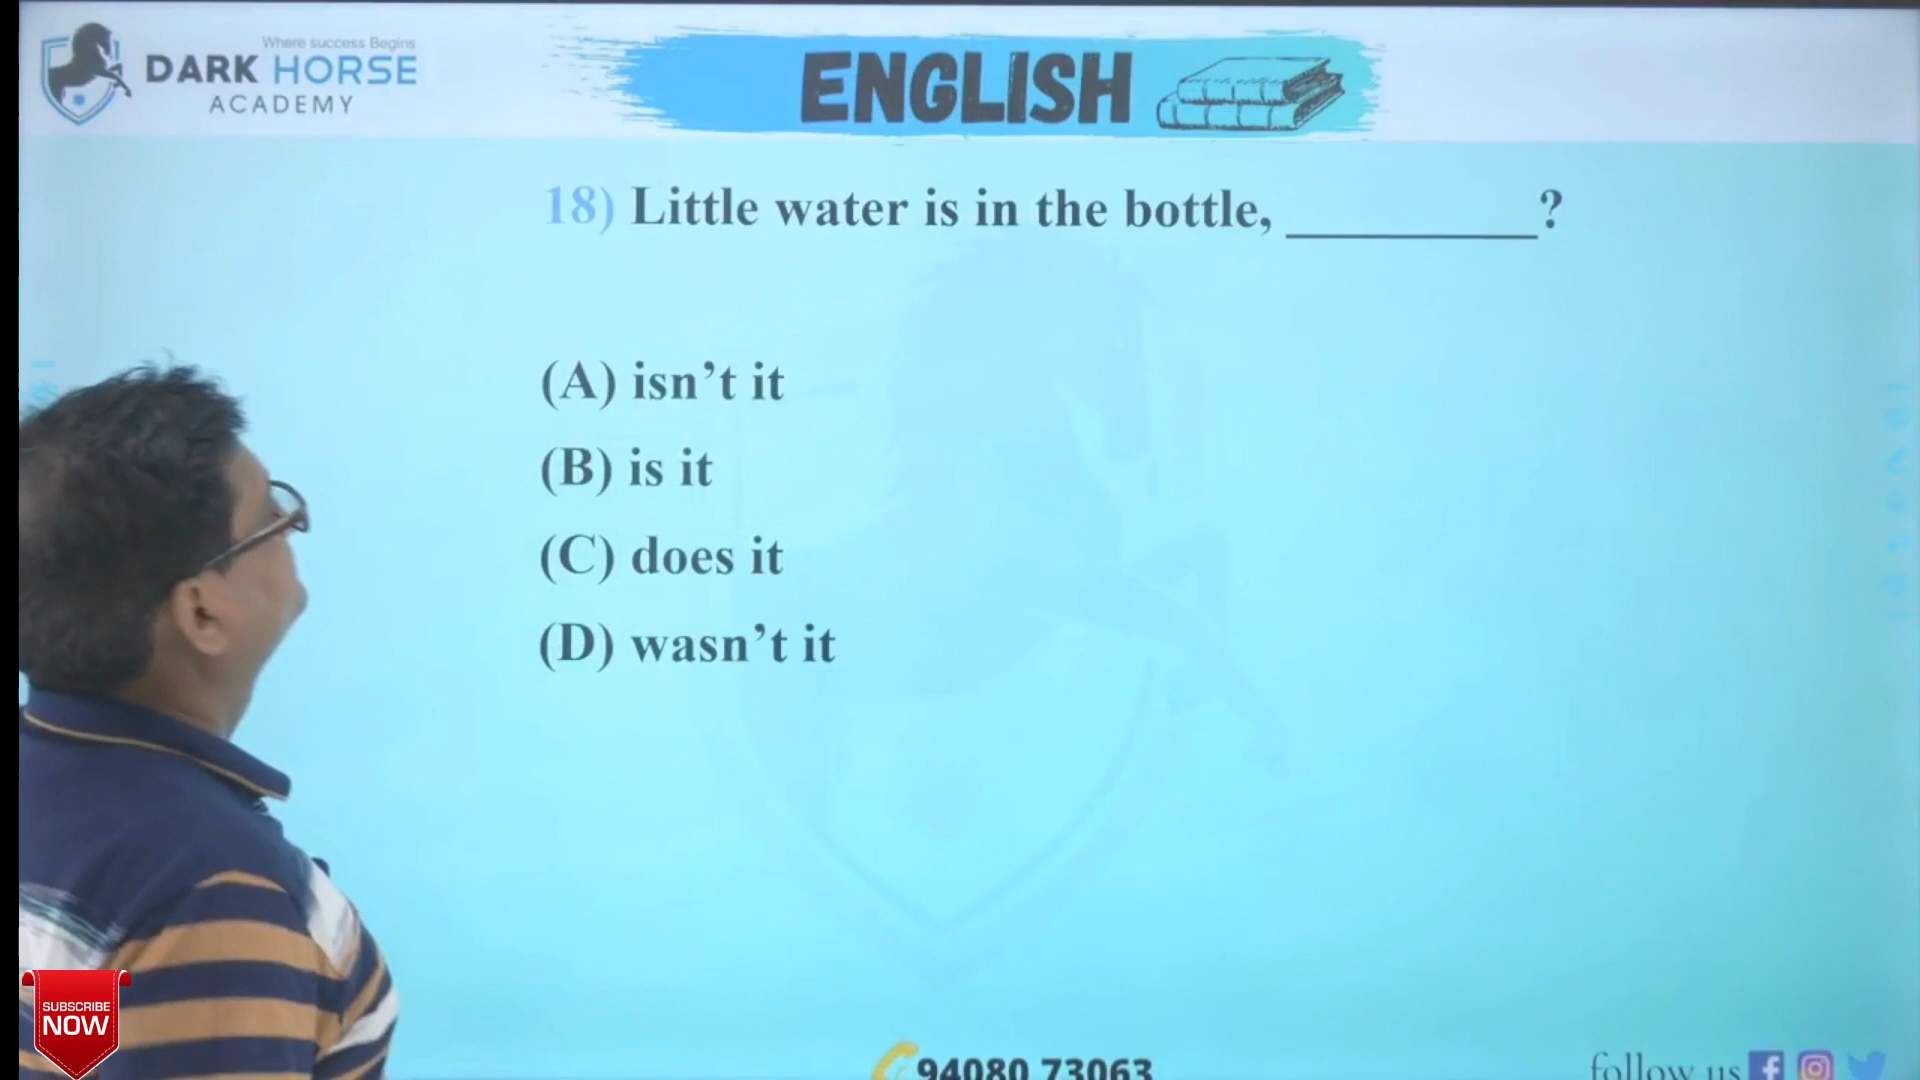 Where success Begins
DARK HORSE
ACADEMY
ENGLISH
18) Little water is in the bottle, __________?
(A) isn’t it
(B) is it
(C) does it
(D) wasn’t it
SUBSCRIBE
NOW
94080 73063
follow us